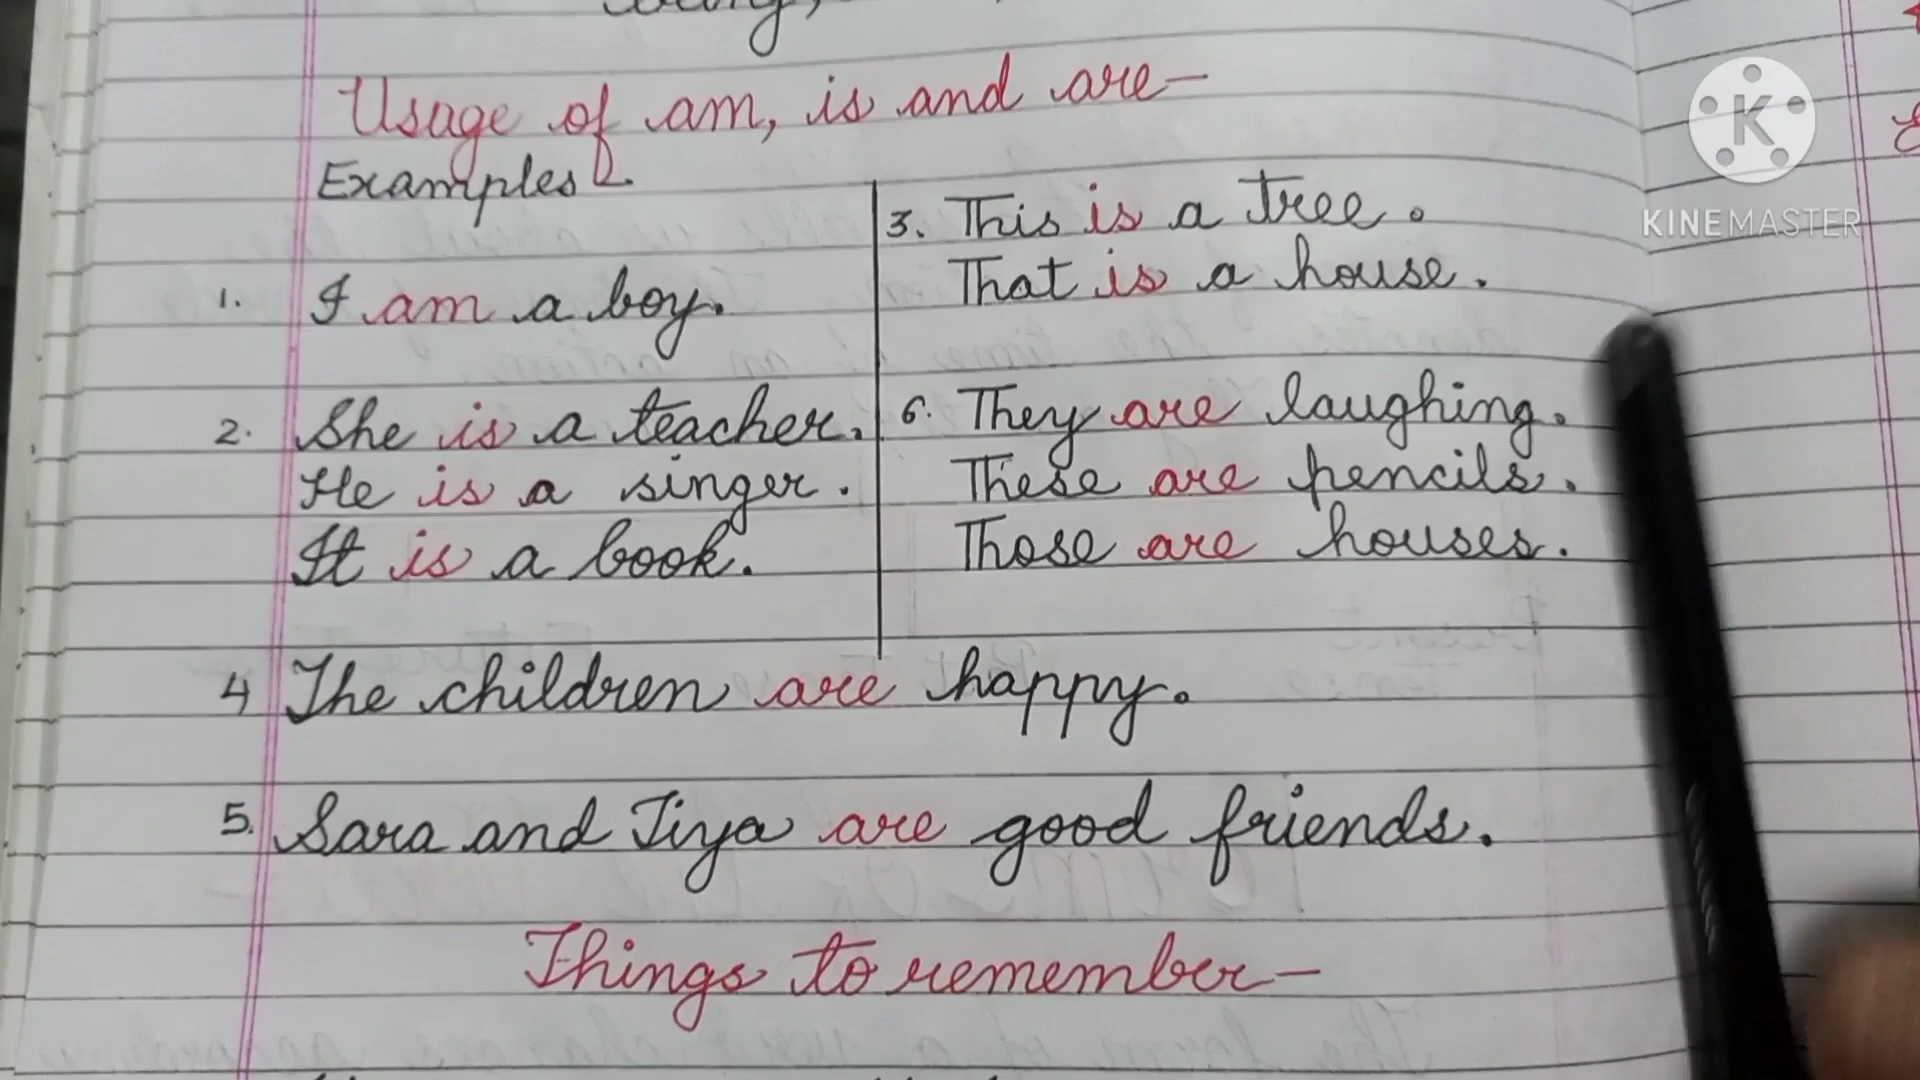 Usage of am, is and are—
Examples
1. I am a boy.
2. She is a teacher.
He is a singer.
It is a book.
3. This is a tree.
That is a house.
6. They are laughing.
These are pencils.
Those are houses.
4 The children are happy.
5. Sara and Jiya are good friends.
Things to remember—
K
KINEMASTER